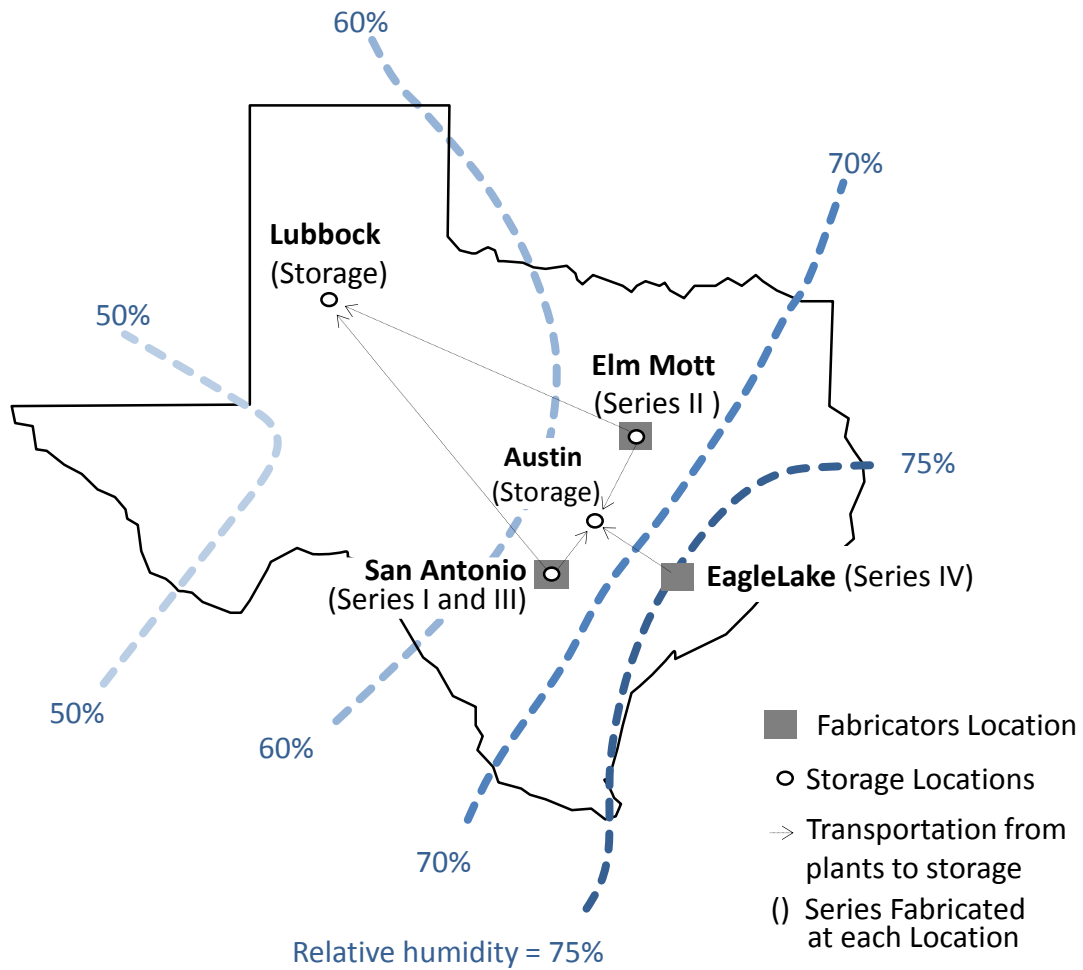 60%
70%
Lubbock
(Storage)
50%
Elm Mott
(Series II )
Austin
(Storage)
75%
San Antonio
(Series I and III)
EagleLake (Series IV)
50%
60%
70%
Fabricators Location
Storage Locations
Transportation from
plants to storage
() Series Fabricated
at each Location
Relative humidity = 75%